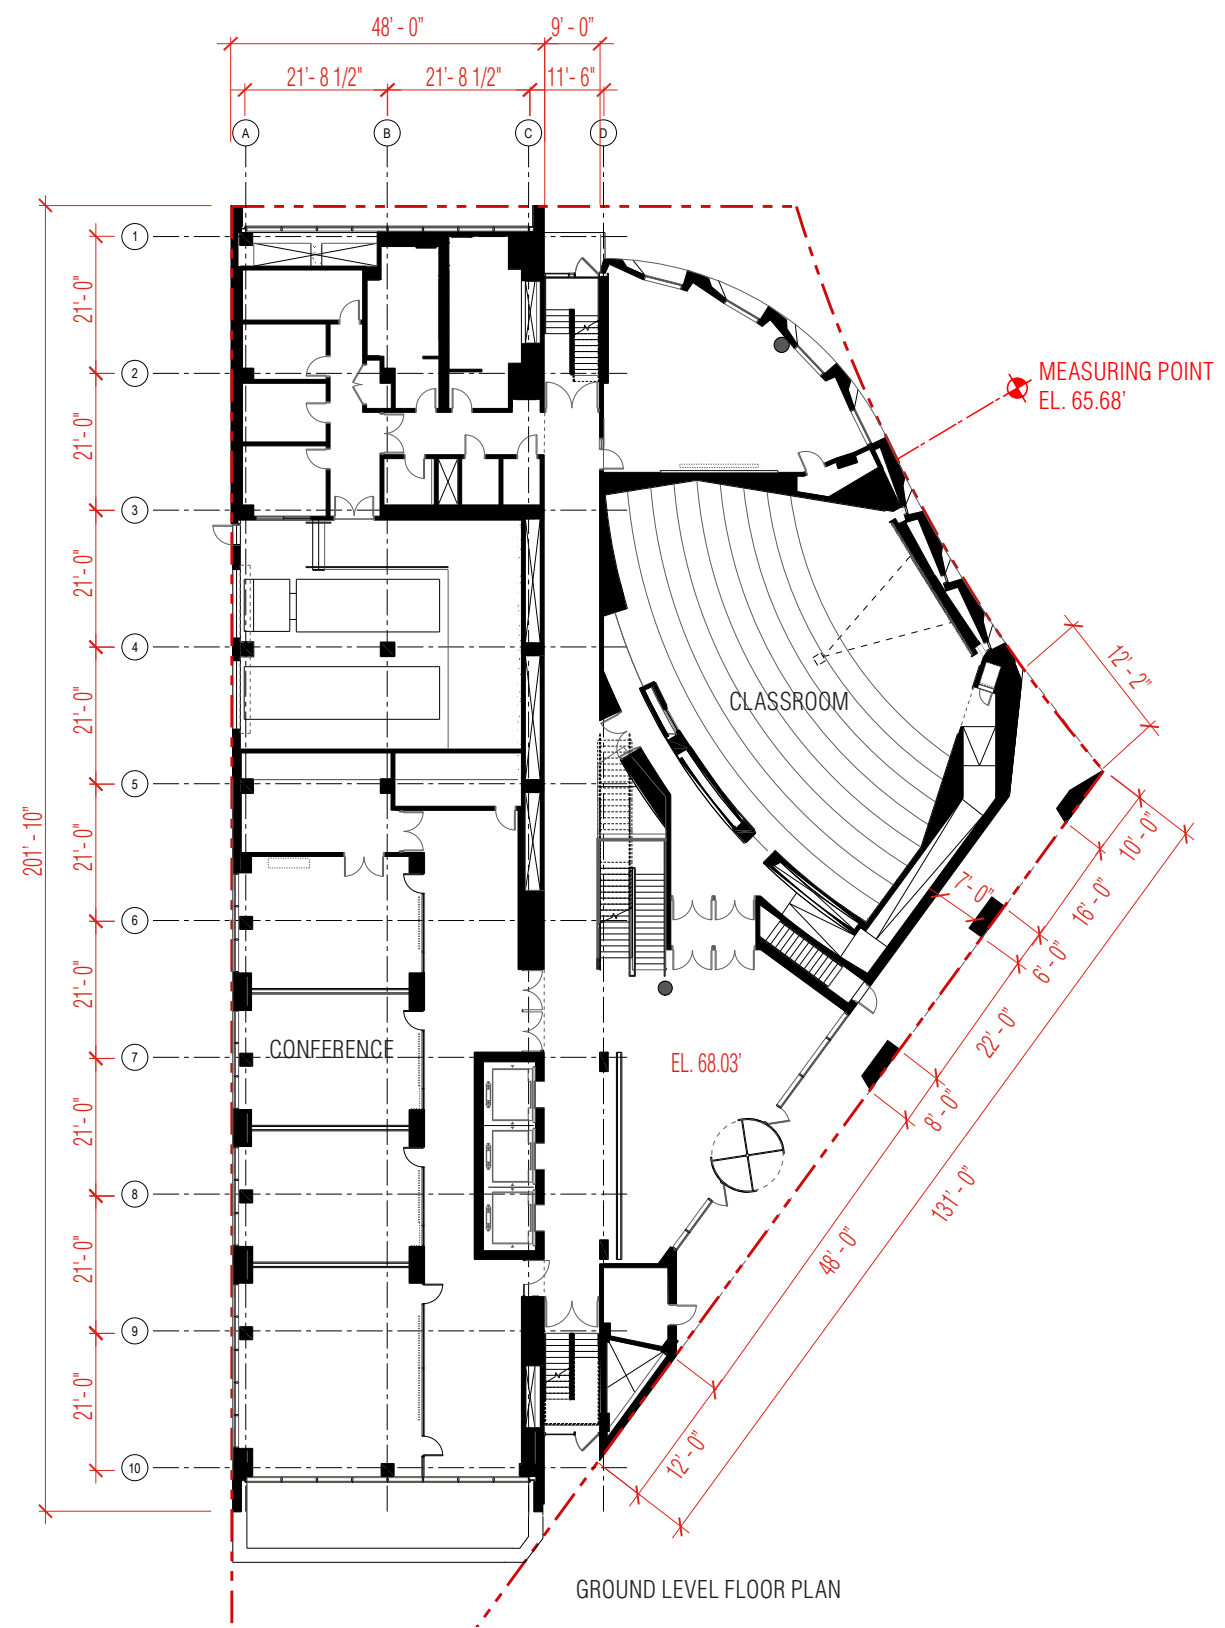 48' - 0"
9' - 0"
21'- 8 1/2"
21'- 8 1/2"
11'- 6"
A
B
C
D
1
21'- 0"
2
MEASURING POINT
EL. 65.68'
21'- 0"
3
21'- 0"
4
12' - 2"
CLASSROOM
21'- 0"
5
201' - 10"
21'- 0"
10' - 0"
7' - 0"
16' - 0"
6
6' - 0"
21'- 0"
22' - 0"
CONFERENCE
7
EL. 68.03'
8' - 0"
21'- 0"
131' - 0"
8
48' - 0"
21'- 0"
9
21'- 0"
12' - 0"
10
GROUND LEVEL FLOOR PLAN